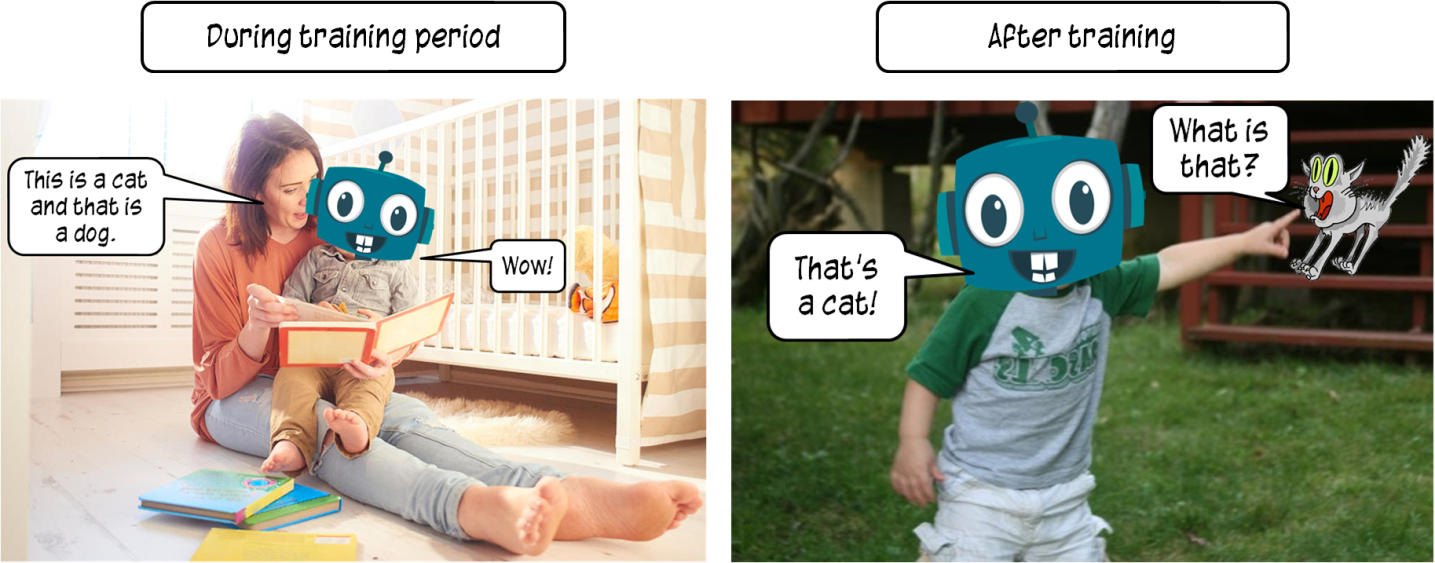 During training period
After training
This is a cat
and that is
a dog.
Wow!
What is
that?
That's
a cat!